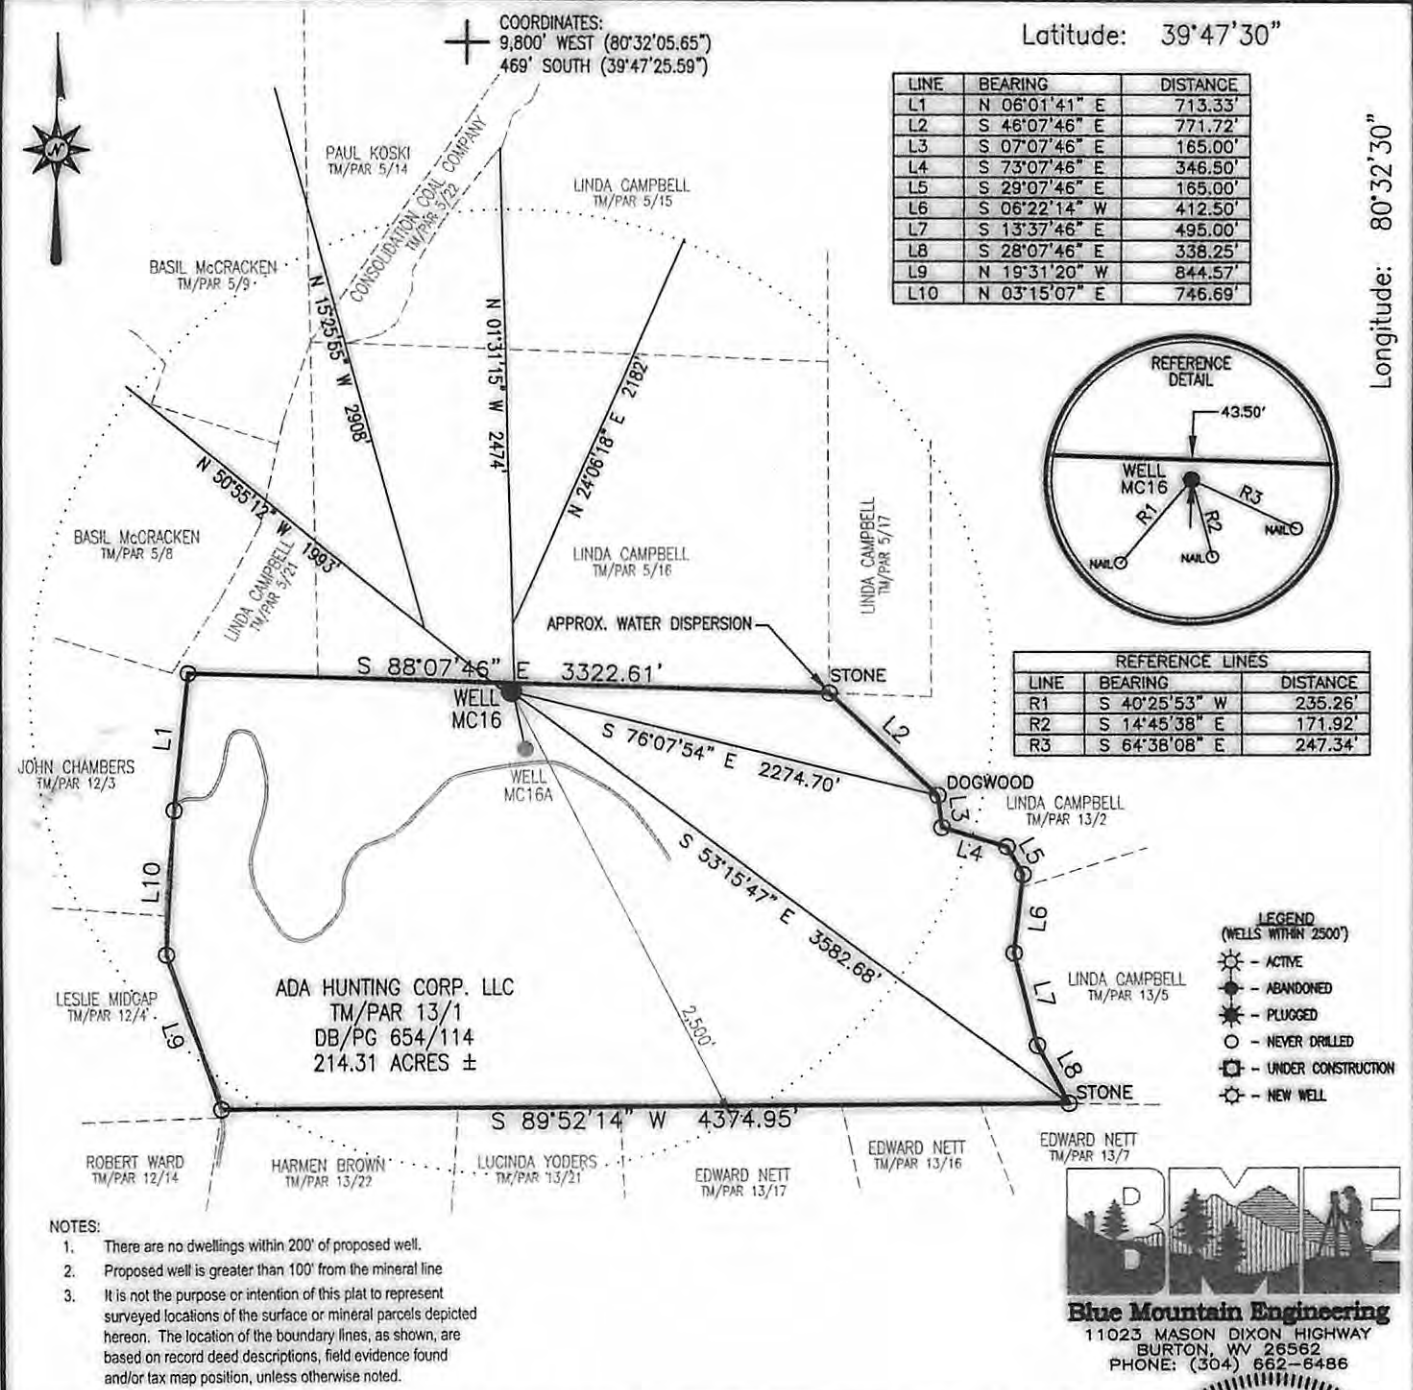 COORDINATES:
9,800' WEST (80°32'05.65")
469' SOUTH (39°47'25.59")
Latitude: 39°47'30"
Longitude: 80°32'30"
N
LINE BEARING DISTANCE
L1 N 06°01'41" E 713.33'
L2 S 46°07'46" E 771.72'
L3 S 07°07'46" E 165.00'
L4 S 73°07'46" E 346.50'
L5 S 29°07'46" E 165.00'
L6 S 06°22'14" W 412.50'
L7 S 13°37'46" E 495.00'
L8 S 28°07'46" E 338.25'
L9 N 19°31'20" W 844.57'
L10 N 03°15'07" E 746.69'
PAUL KOSKI
TM/PAR 5/14
CONSOLIDATION COAL COMPANY
TM/PAR 5/22
LINDA CAMPBELL
TM/PAR 5/15
BASIL McCRACKEN
TM/PAR 5/9
N 15°25'55" W 2908'
N 01°31'15" W 2474'
N 24°06'18" E 2182'
N 50°55'12" W 1993'
BASIL McCRACKEN
TM/PAR 5/8
LINDA CAMPBELL
TM/PAR 5/21
LINDA CAMPBELL
TM/PAR 5/16
LINDA CAMPBELL
TM/PAR 5/17
REFERENCE
DETAIL
43.50'
WELL
MC16
R1
R2
R3
NAIL
NAIL
NAIL
APPROX. WATER DISPERSION
S 88°07'46" E 3322.61'
STONE
WELL
MC16
REFERENCE LINES
LINE BEARING DISTANCE
R1 S 40°25'53" W 235.26'
R2 S 14°45'38" E 171.92'
R3 S 64°38'08" E 247.34'
L1
L2
S 76°07'54" E 2274.70'
JOHN CHAMBERS
TM/PAR 12/3
WELL
MC16A
DOGWOOD
L3
LINDA CAMPBELL
TM/PAR 13/2
L4
L5
S 53°15'47" E 3582.68'
L10
L6
LEGEND
(WELLS WITHIN 2500')
- ACTIVE
- ABANDONED
- PLUGGED
- NEVER DRILLED
- UNDER CONSTRUCTION
- NEW WELL
LINDA CAMPBELL
TM/PAR 13/5
L7
ADA HUNTING CORP. LLC
TM/PAR 13/1
DB/PG 654/114
214.31 ACRES ±
LESLIE MIDCAP
TM/PAR 12/4
L9
2,500'
L8
STONE
S 89°52'14" W 4374.95'
ROBERT WARD
TM/PAR 12/14
HARMEN BROWN
TM/PAR 13/22
LUCINDA YODERS
TM/PAR 13/21
EDWARD NETT
TM/PAR 13/17
EDWARD NETT
TM/PAR 13/16
EDWARD NETT
TM/PAR 13/7
NOTES:
1. There are no dwellings within 200' of proposed well.
2. Proposed well is greater than 100' from the mineral line
3. It is not the purpose or intention of this plat to represent
surveyed locations of the surface or mineral parcels depicted
hereon. The location of the boundary lines, as shown, are
based on record deed descriptions, field evidence found
and/or tax map position, unless otherwise noted.
BME
Blue Mountain Engineering
11023 MASON DIXON HIGHWAY
BURTON, WV 26562
PHONE: (304) 662-6486